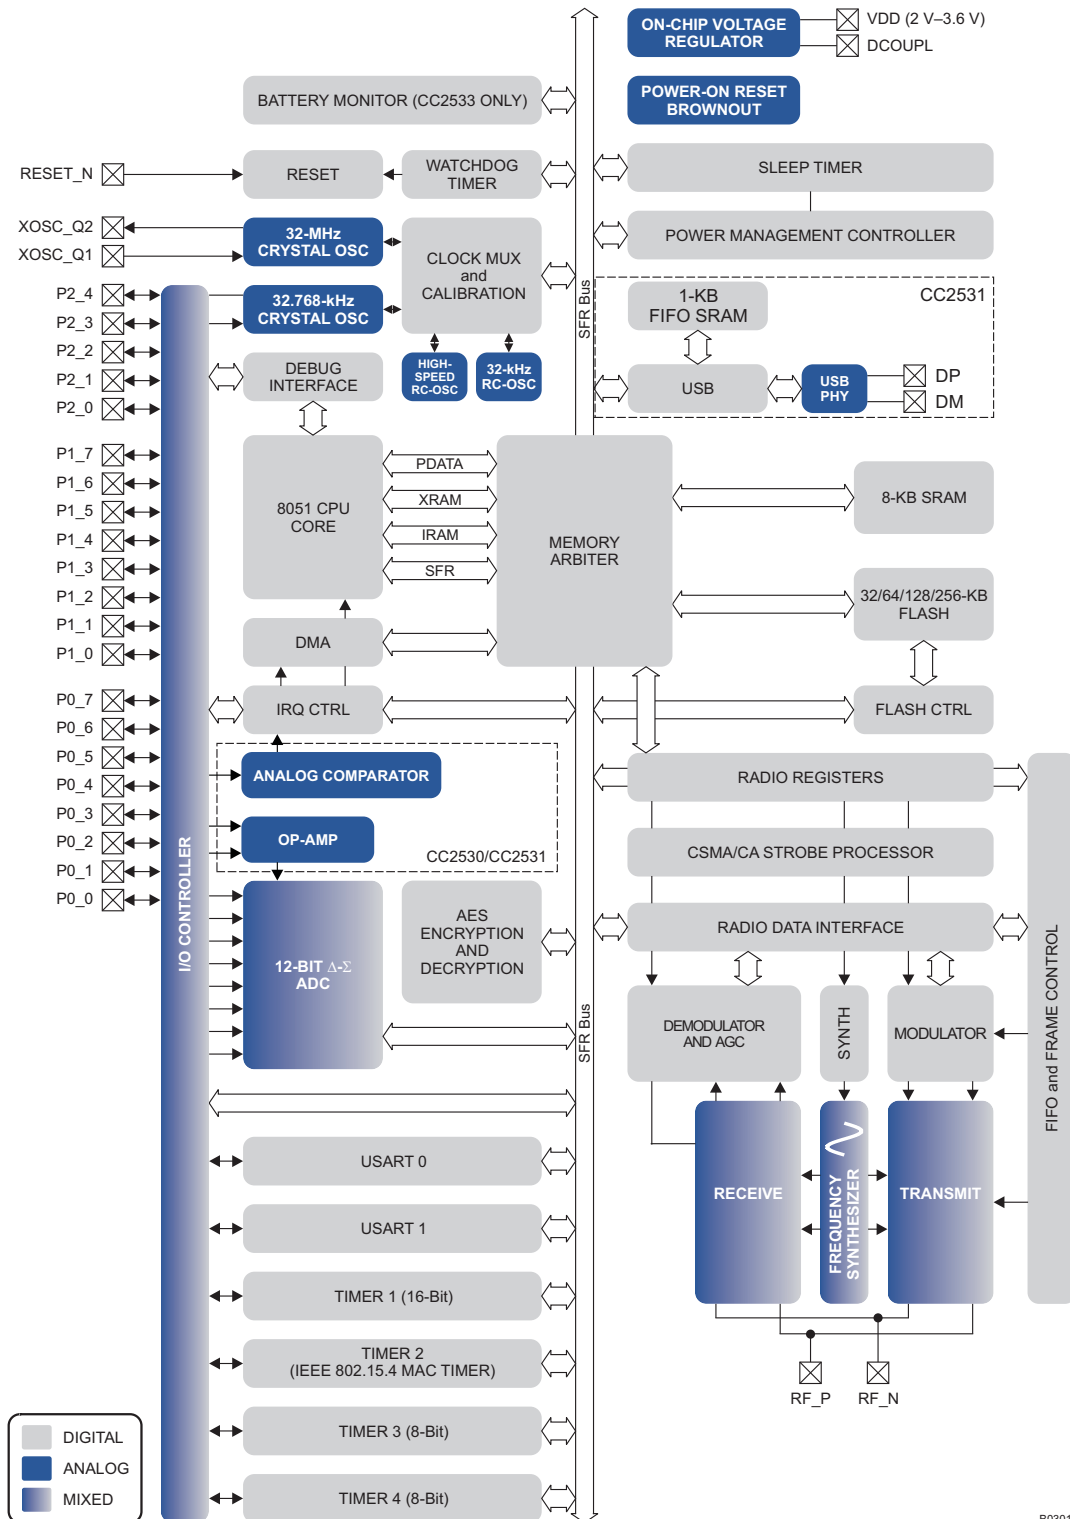 ON-CHIP VOLTAGE
REGULATOR
VDD (2 V–3.6 V)
DCOUPL
BATTERY MONITOR (CC2533 ONLY)
POWER-ON RESET
BROWNOUT
RESET_N
RESET
WATCHDOG
TIMER
SLEEP TIMER
XOSC_Q2
XOSC_Q1
32-MHz
CRYSTAL OSC
CLOCK MUX
and
CALIBRATION
POWER MANAGEMENT CONTROLLER
SFR Bus
P2_4
P2_3
P2_2
P2_1
P2_0
32.768-kHz
CRYSTAL OSC
HIGH-
SPEED
RC-OSC
32-kHz
RC-OSC
DEBUG
INTERFACE
1-KB
FIFO SRAM
CC2531
USB
USB
PHY
DP
DM
P1_7
P1_6
P1_5
P1_4
P1_3
P1_2
P1_1
P1_0
8051 CPU
CORE
PDATA
XRAM
IRAM
SFR
MEMORY
ARBITER
8-KB SRAM
32/64/128/256-KB
FLASH
DMA
IRQ CTRL
FLASH CTRL
P0_7
P0_6
P0_5
P0_4
P0_3
P0_2
P0_1
P0_0
I/O CONTROLLER
ANALOG COMPARATOR
OP-AMP
CC2530/CC2531
RADIO REGISTERS
CSMA/CA STROBE PROCESSOR
RADIO DATA INTERFACE
FIFO and FRAME CONTROL
12-BIT Δ-Σ
ADC
AES
ENCRYPTION
AND
DECRYPTION
SFR Bus
DEMODULATOR
AND AGC
SYNTH
MODULATOR
RECEIVE
FREQUENCY
SYNTHESIZER
TRANSMIT
USART 0
USART 1
TIMER 1 (16-Bit)
TIMER 2
(IEEE 802.15.4 MAC TIMER)
TIMER 3 (8-Bit)
TIMER 4 (8-Bit)
RF_P
RF_N
DIGITAL
ANALOG
MIXED